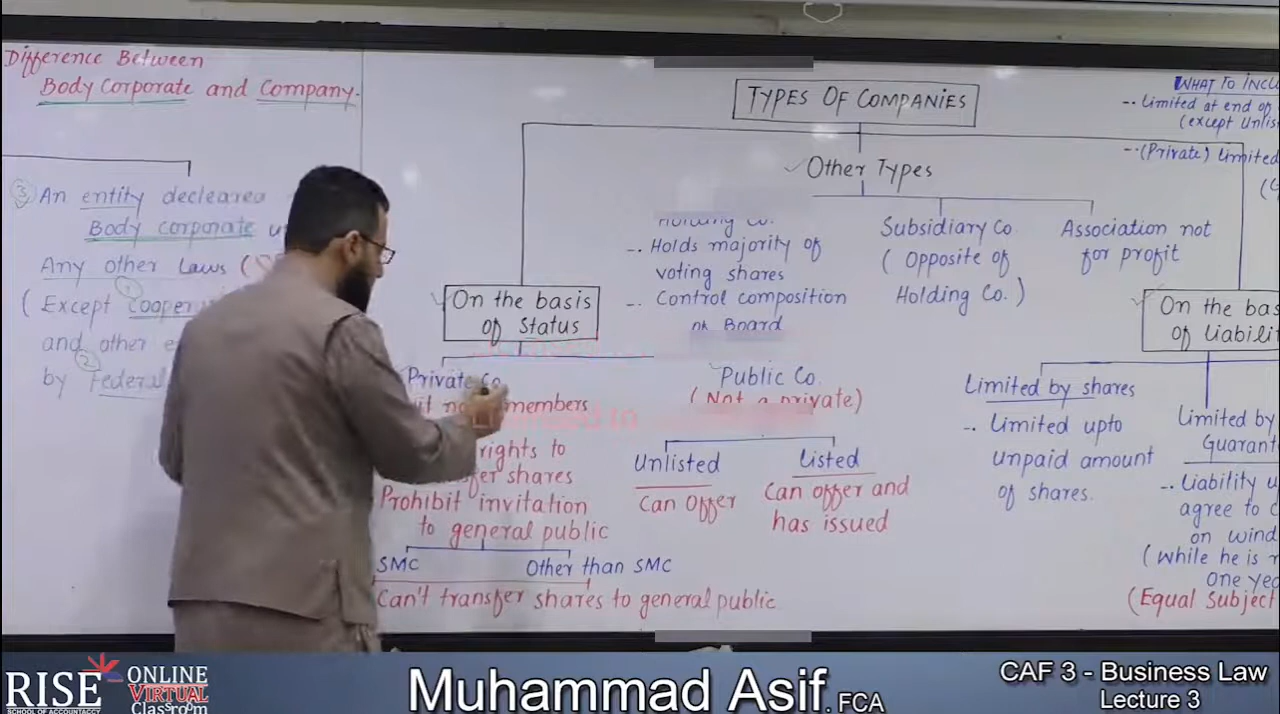 Difference Between
Body Corporate and Company.
An entity decleared
Body corporate
Any other Laws
(Except
and other
by Federal
TYPES OF COMPANIES
Other Types
Holding Co.
-. Holds majority of
voting shares
-. Control composition
Board
Subsidiary Co
(Opposite of
Holding Co.)
Association not
for profit
On the basis
of Status
Private Co
members
rights to
shares
Prohibit invitation
to general public
SMC
Other than SMC
Can't transfer shares to general public
Public Co.
(Not a private)
Unlisted
Can Offer
Listed
Can offer and
has issued
WHAT TO INCLU
-. Limited at end of
(except Unlis
-. (Private) Limited
On the bas
of Liabilit
Limited by shares
-. Limited upto
unpaid amount
of shares.
Limited by
Guarant
-. Liability u
agree to c
on wind
(While he is
one yea
(Equal Subject
RISE
SCHOOL OF ACCOUNTANCY
ONLINE
VIRTUAL
Classroom
Muhammad Asif. FCA
CAF 3 - Business Law
Lecture 3